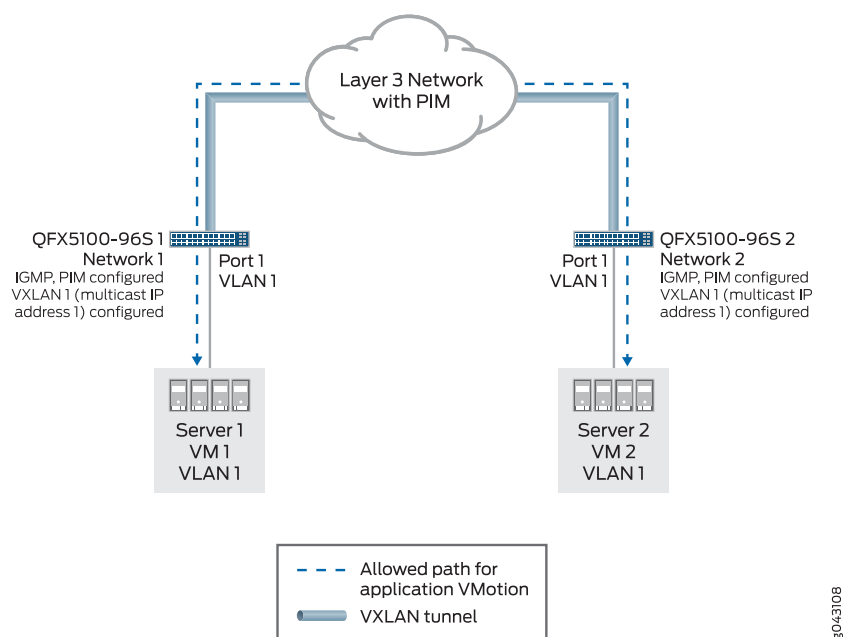 Layer 3 Network
with PIM
QFX5100-96S 1
Network 1
IGMP, PIM configured
VXLAN 1 (multicast IP
address 1) configured
Port 1
VLAN 1
Port 1
VLAN 1
QFX5100-96S 2
Network 2
IGMP, PIM configured
VXLAN 1 (multicast IP
address 1) configured
Server 1
VM 1
VLAN 1
Server 2
VM 2
VLAN 1
Allowed path for
application VMotion
VXLAN tunnel
g043108